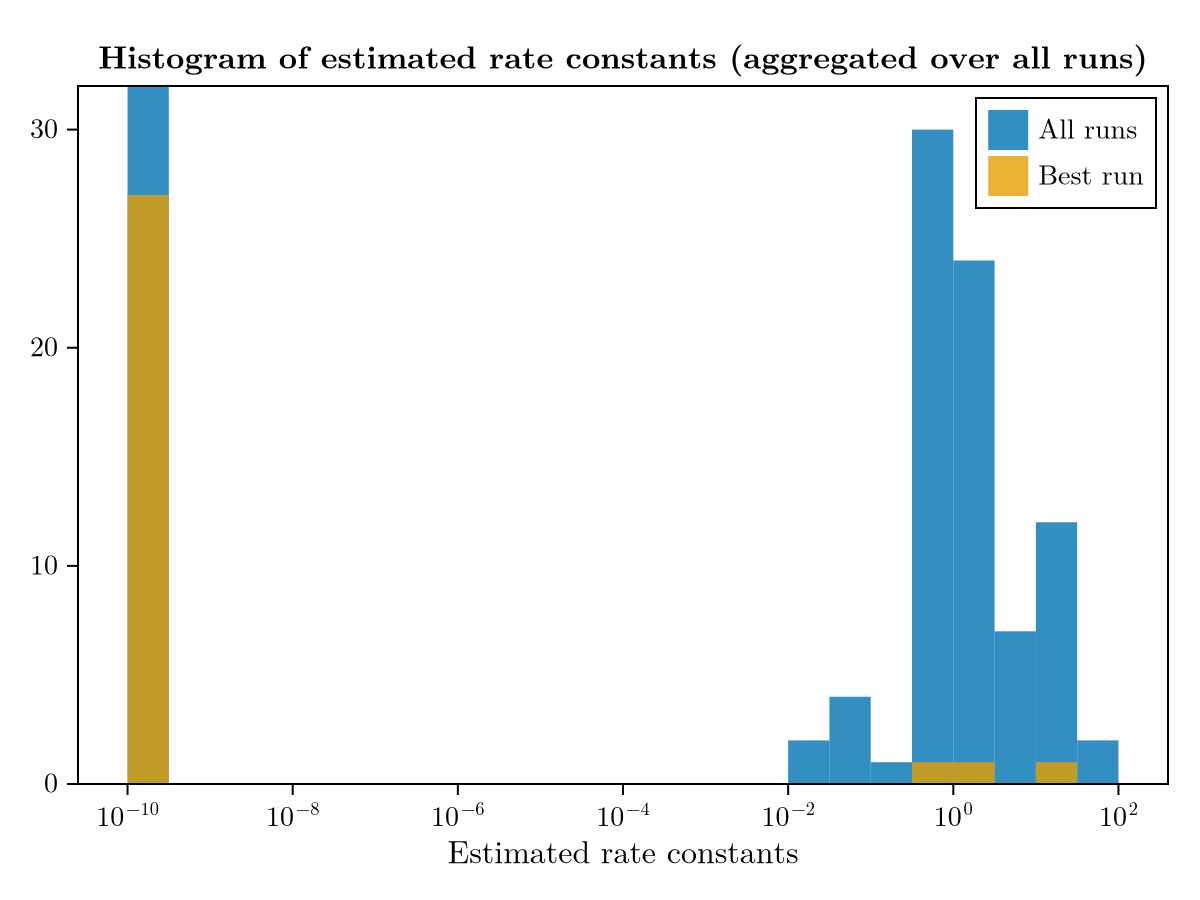 Histogram of estimated rate constants (aggregated over all runs)
All runs
Best run
30
20
10
0
10⁻¹⁰ 10⁻⁸ 10⁻⁶ 10⁻⁴ 10⁻² 10⁰ 10²
Estimated rate constants